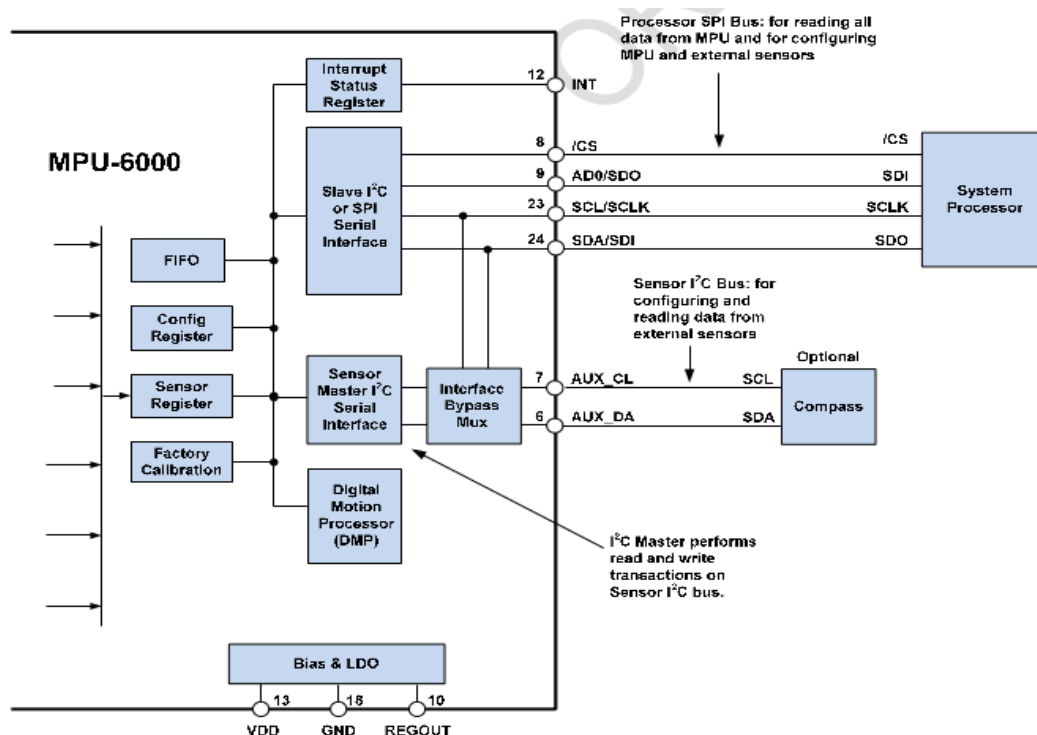 Processor SPI Bus: for reading all
data from MPU and for configuring
MPU and external sensors
MPU-6000
Interrupt
Status
Register
12
INT
Slave I²C
or SPI
Serial
Interface
8
/CS
/CS
9
AD0/SDO
SDI
23
SCL/SCLK
SCLK
24
SDA/SDI
SDO
System
Processor
FIFO
Config
Register
Sensor
Register
Factory
Calibration
Sensor I²C Bus: for
configuring and
reading data from
external sensors
Sensor
Master I²C
Serial
Interface
Interface
Bypass
Mux
7
AUX_CL
SCL
6
AUX_DA
SDA
Optional
Compass
Digital
Motion
Processor
(DMP)
I²C Master performs
read and write
transactions on
Sensor I²C bus.
Bias & LDO
13
18
10
VDD
GND
REGOUT